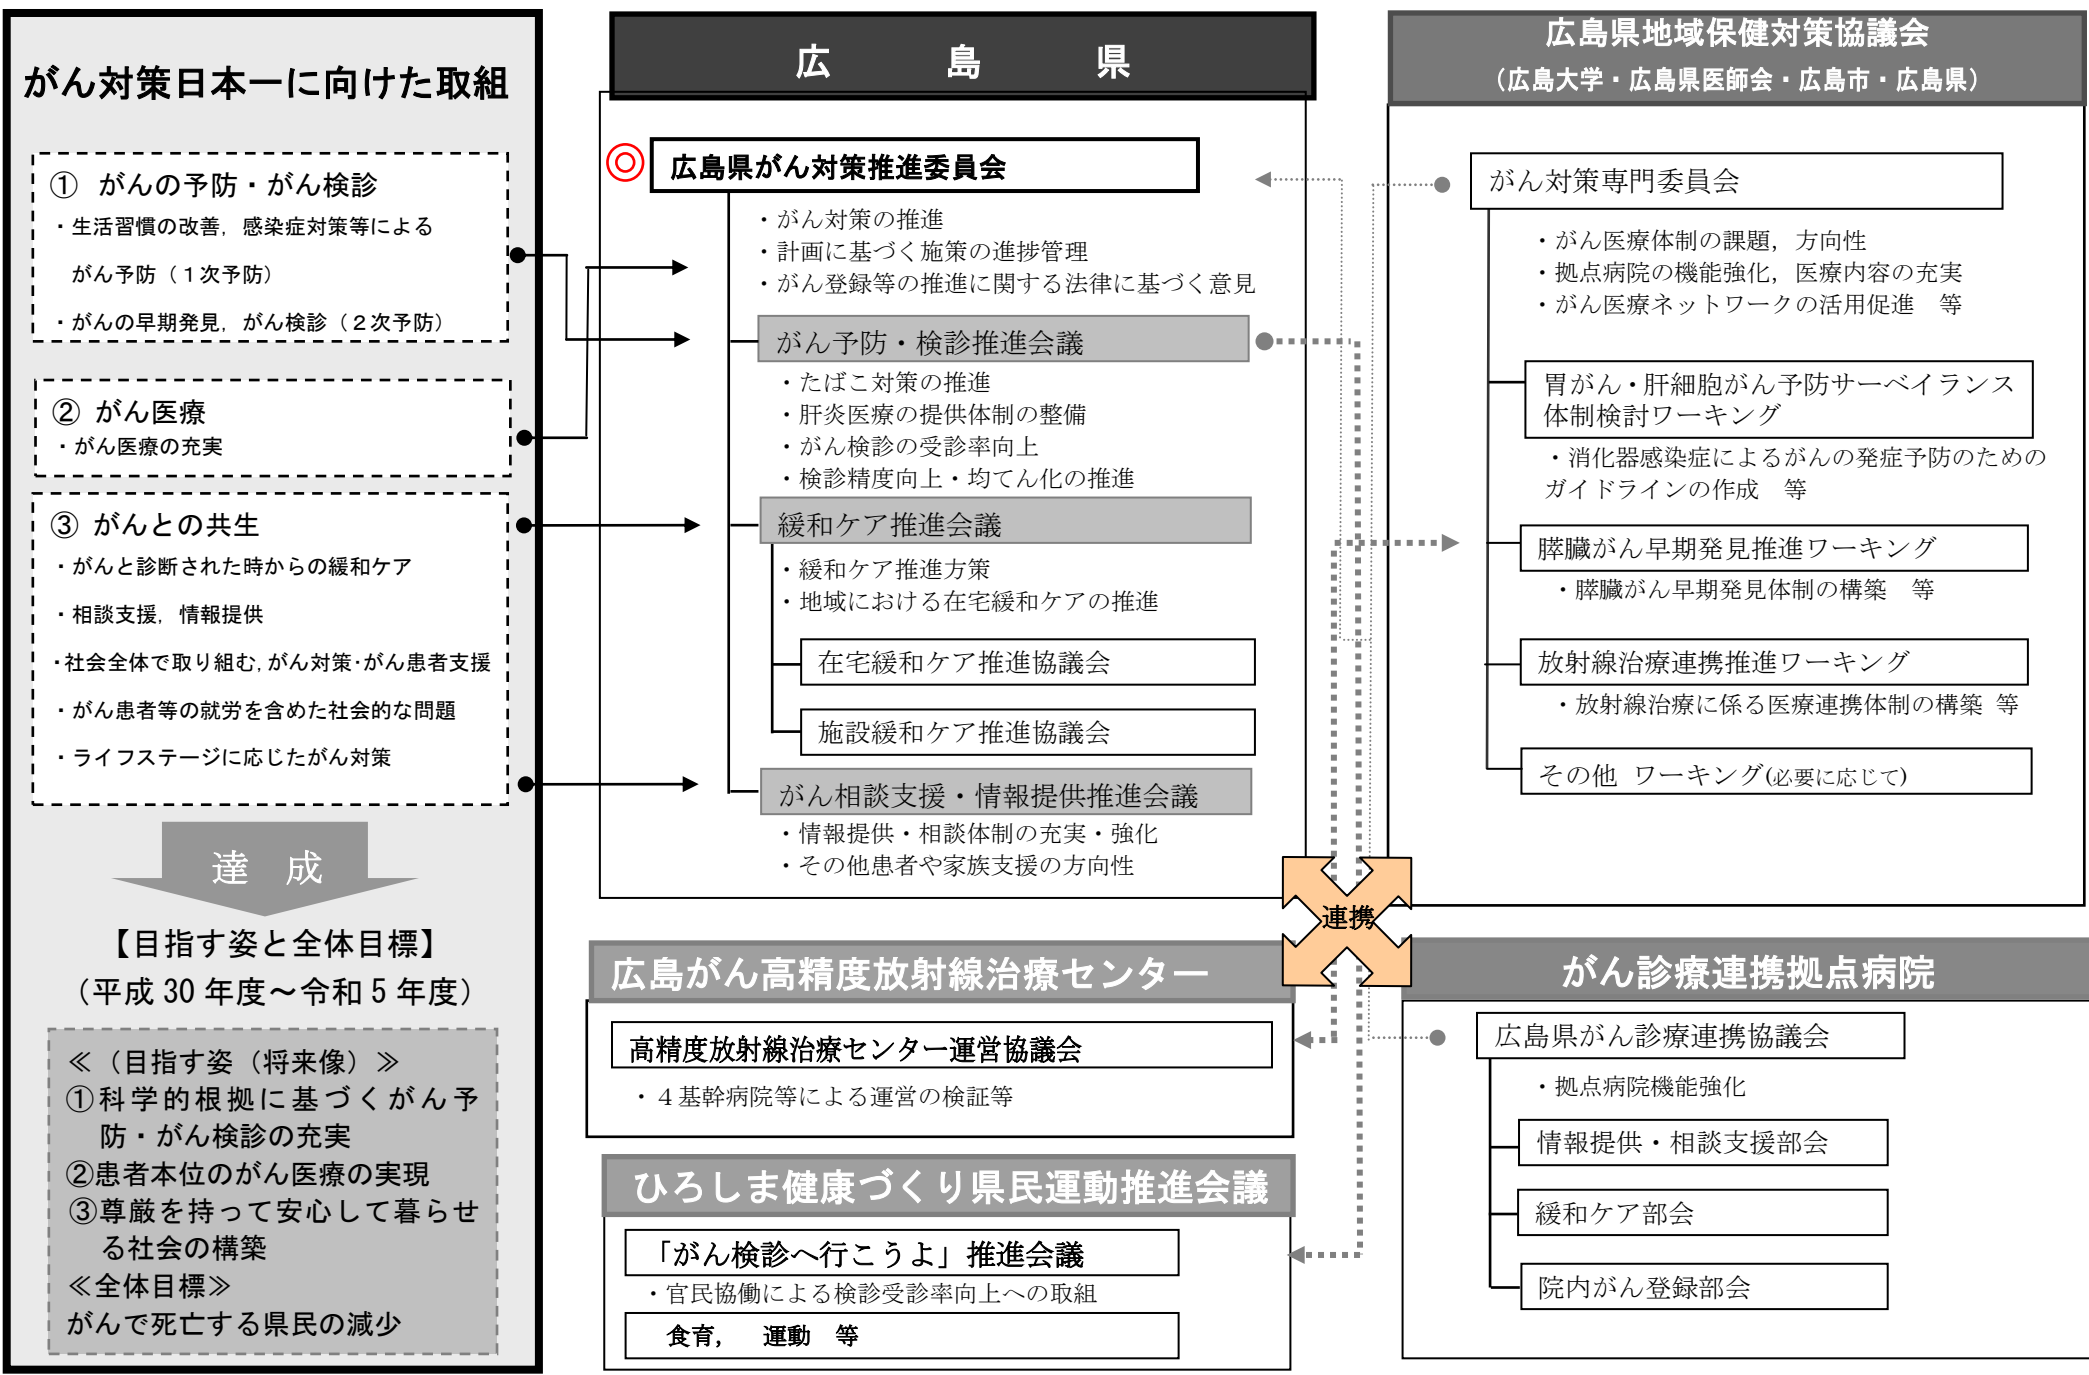 がん対策日本一に向けた取組
① がんの予防・がん検診
・生活習慣の改善，感染症対策等による
がん予防（１次予防）
・がんの早期発見，がん検診（２次予防）
② がん医療
・がん医療の充実
③ がんとの共生
・がんと診断された時からの緩和ケア
・相談支援，情報提供
・社会全体で取り組む，がん対策・がん患者支援
・がん患者等の就労を含めた社会的な問題
・ライフステージに応じたがん対策
達 成
【目指す姿と全体目標】
（平成 30 年度～令和 5 年度）
≪（目指す姿（将来像）≫
①科学的根拠に基づくがん予
防・がん検診の充実
②患者本位のがん医療の実現
③尊厳を持って安心して暮らせ
る社会の構築
≪全体目標≫
がんで死亡する県民の減少
広 島 県
◎
広島県がん対策推進委員会
・がん対策の推進
・計画に基づく施策の進捗管理
・がん登録等の推進に関する法律に基づく意見
がん予防・検診推進会議
・たばこ対策の推進
・肝炎医療の提供体制の整備
・がん検診の受診率向上
・検診精度向上・均てん化の推進
緩和ケア推進会議
・緩和ケア推進方策
・地域における在宅緩和ケアの推進
在宅緩和ケア推進協議会
施設緩和ケア推進協議会
がん相談支援・情報提供推進会議
・情報提供・相談体制の充実・強化
・その他患者や家族支援の方向性
広島県地域保健対策協議会
（広島大学・広島県医師会・広島市・広島県）
がん対策専門委員会
・がん医療体制の課題，方向性
・拠点病院の機能強化，医療内容の充実
・がん医療ネットワークの活用促進 等
胃がん・肝細胞がん予防サーベイランス
体制検討ワーキング
・消化器感染症によるがんの発症予防のための
ガイドラインの作成 等
膵臓がん早期発見推進ワーキング
・膵臓がん早期発見体制の構築 等
放射線治療連携推進ワーキング
・放射線治療に係る医療連携体制の構築 等
その他 ワーキング(必要に応じて)
連携
広島がん高精度放射線治療センター
高精度放射線治療センター運営協議会
・４基幹病院等による運営の検証等
ひろしま健康づくり県民運動推進会議
「がん検診へ行こうよ」推進会議
・官民協働による検診受診率向上への取組
食育， 運動 等
がん診療連携拠点病院
広島県がん診療連携協議会
・拠点病院機能強化
情報提供・相談支援部会
緩和ケア部会
院内がん登録部会